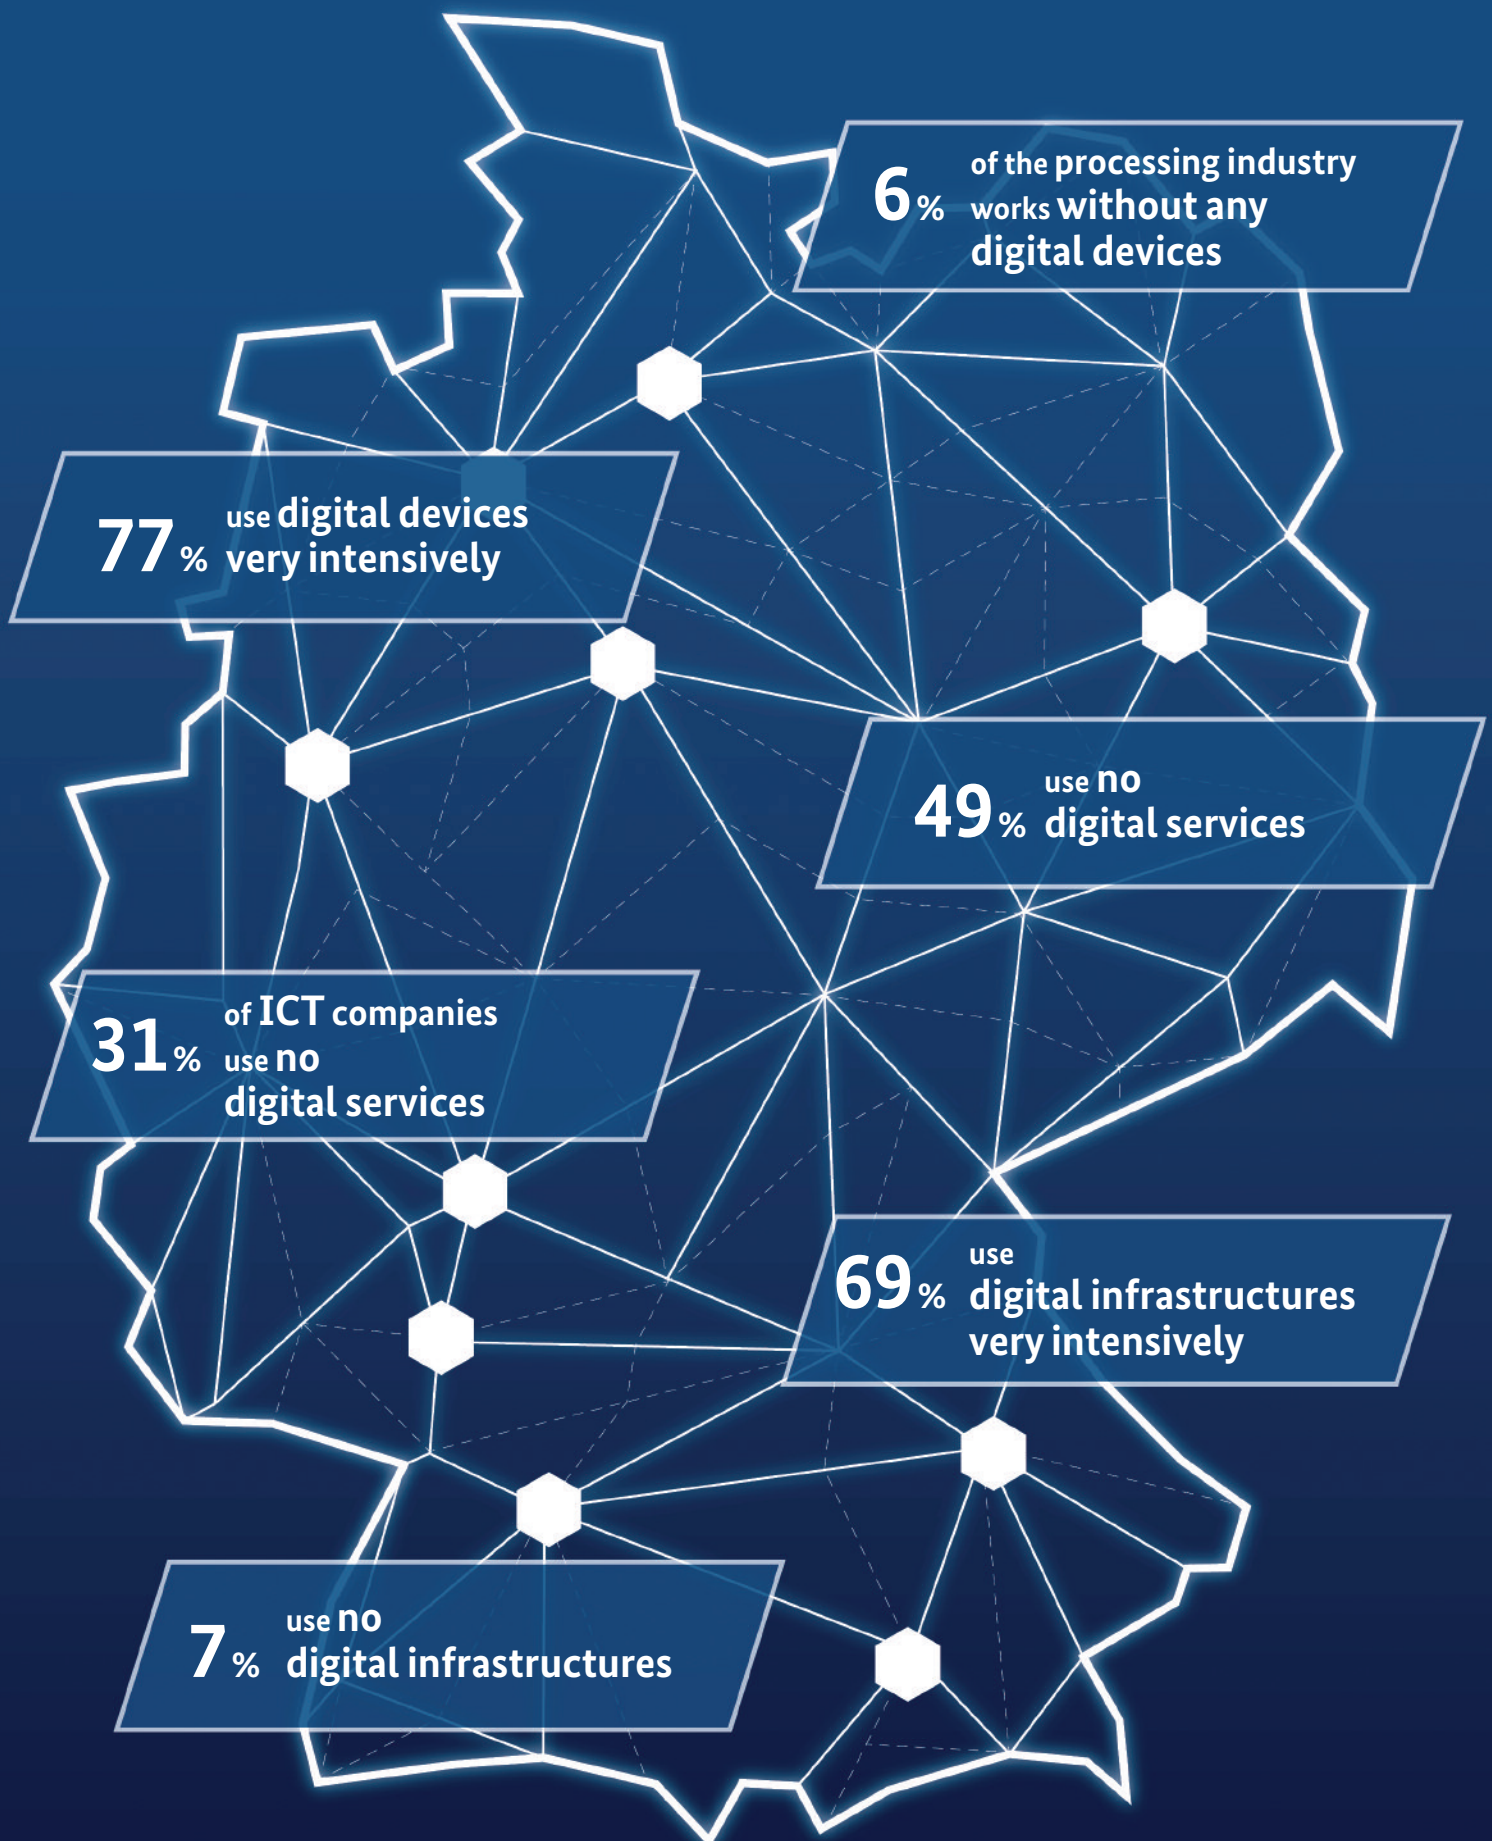 6 % of the processing industry
works without any
digital devices
77 % use digital devices
very intensively
49 % use no
digital services
31 % of ICT companies
use no
digital services
69 % use
digital infrastructures
very intensively
7 % use no
digital infrastructures